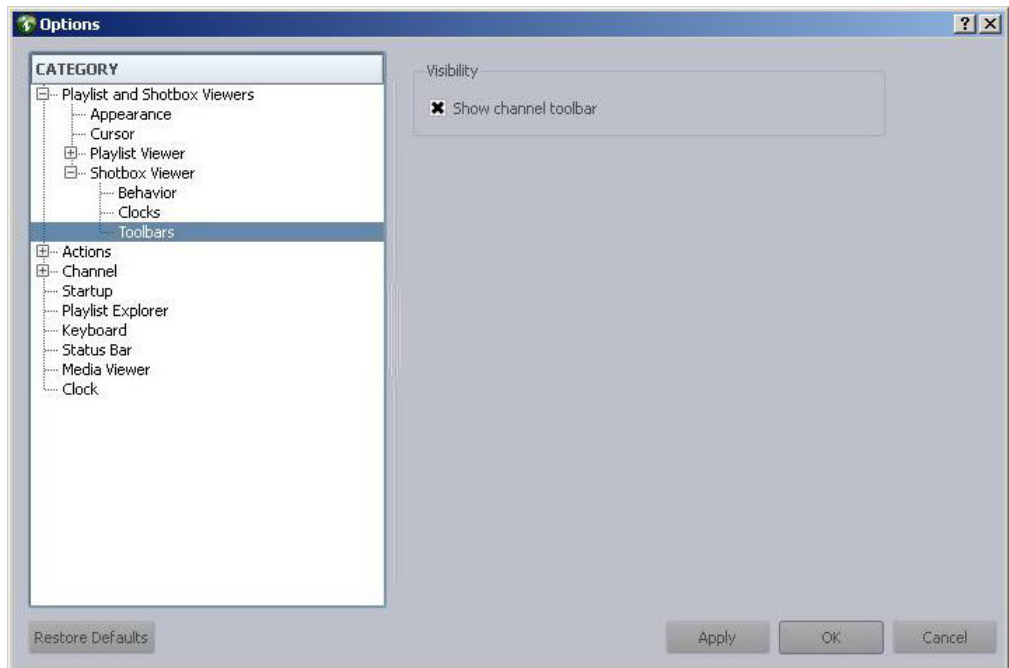 Options
CATEGORY
Playlist and Shotbox Viewers
Appearance
Cursor
Playlist Viewer
Shotbox Viewer
Behavior
Clocks
Toolbars
Actions
Channel
Startup
Playlist Explorer
Keyboard
Status Bar
Media Viewer
Clock
Visibility
Show channel toolbar
Restore Defaults
Apply
OK
Cancel